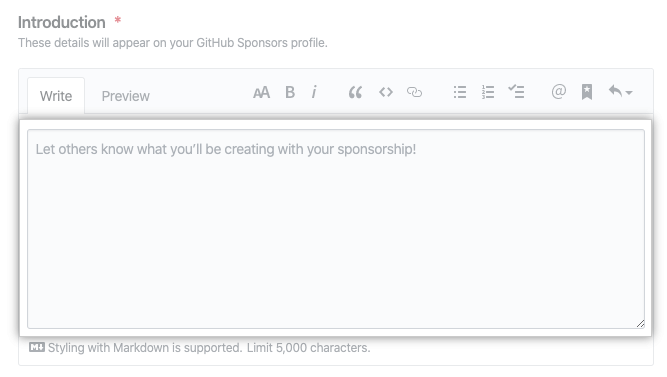 Introduction *
These details will appear on your GitHub Sponsors profile.
Write Preview AA B i @
Let others know what you’ll be creating with your sponsorship!
Styling with Markdown is supported. Limit 5,000 characters.